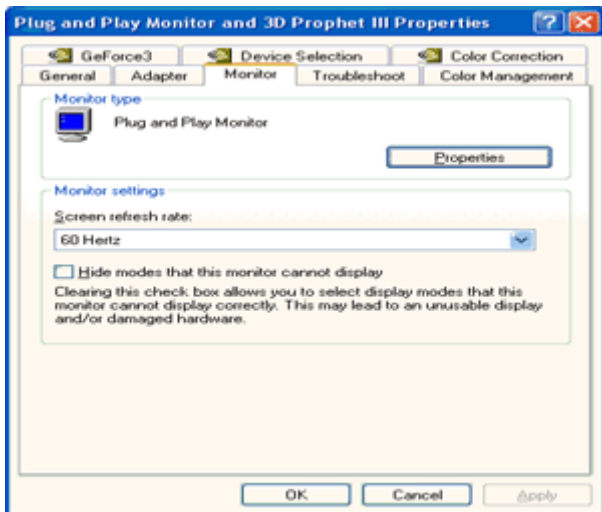 Plug and Play Monitor and 3D Prophet III Properties
GeForce3 Device Selection Color Correction
General Adapter Monitor Troubleshoot Color Management
Monitor type
Plug and Play Monitor
Properties
Monitor settings
Screen refresh rate:
60 Hertz
Hide modes that this monitor cannot display
Clearing this check box allows you to select display modes that this
monitor cannot display correctly. This may lead to an unusable display
and/or damaged hardware.
OK Cancel Apply